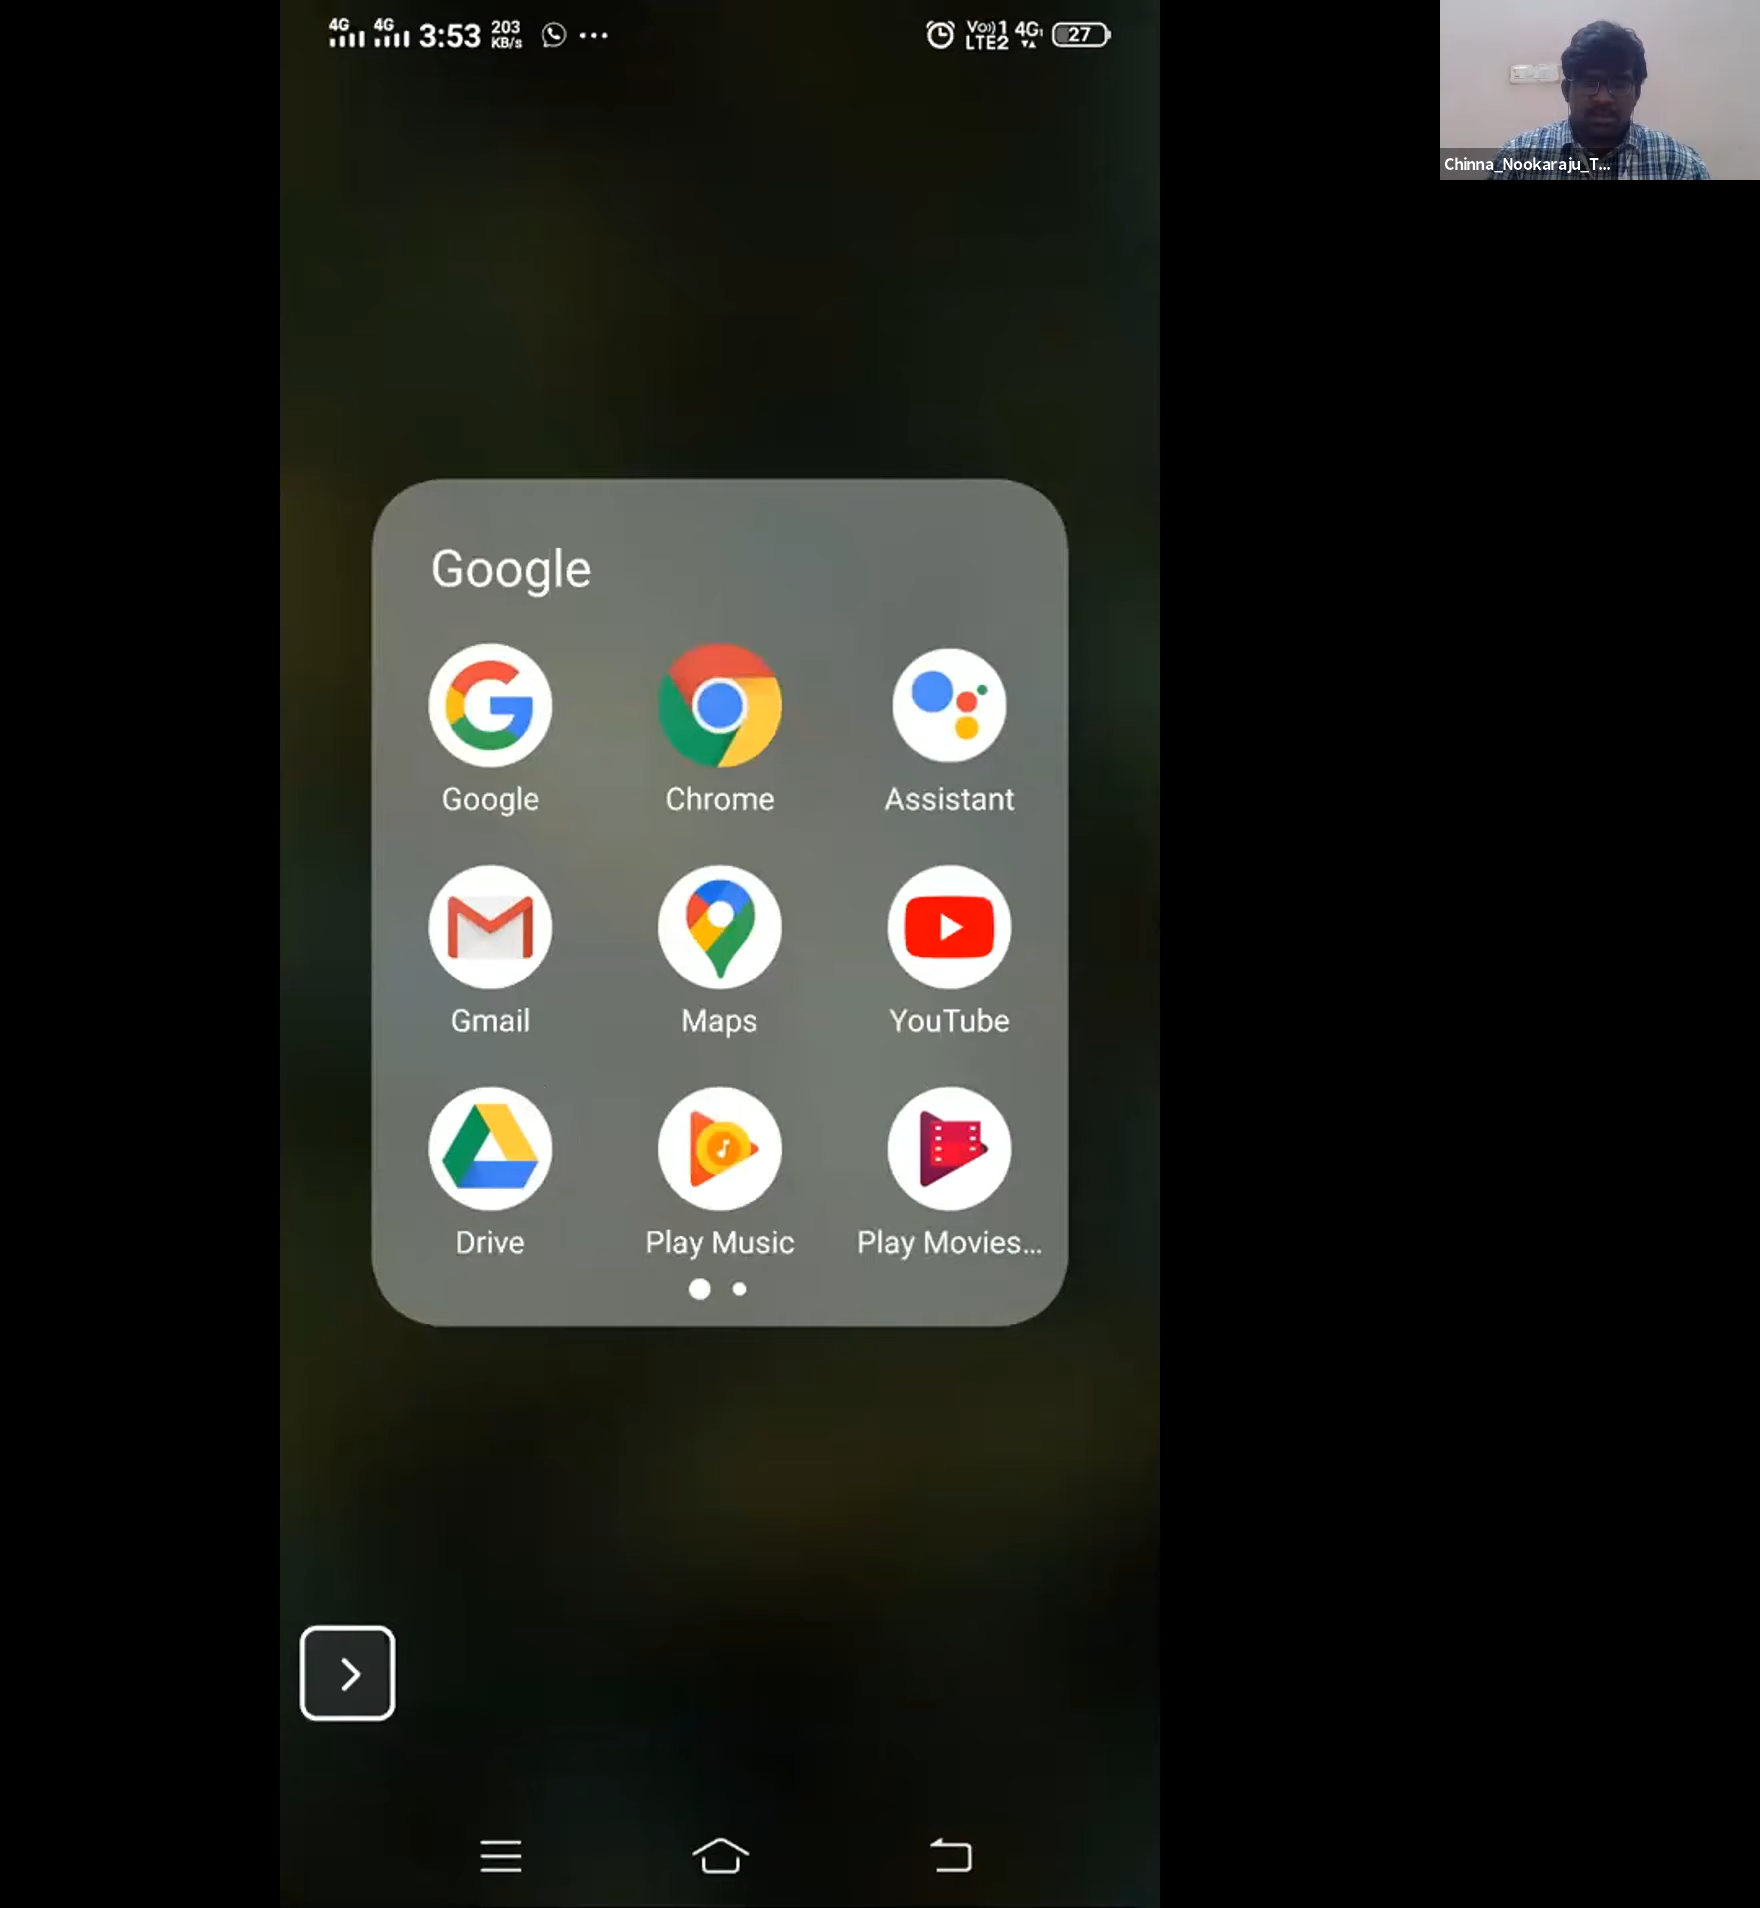 4G 4G 3:53 203 KB/s
Vo)) 1 LTE2 4G 27
Chinna_Nookaraju_T...
Google
Google Chrome Assistant
Gmail Maps YouTube
Drive Play Music Play Movies...